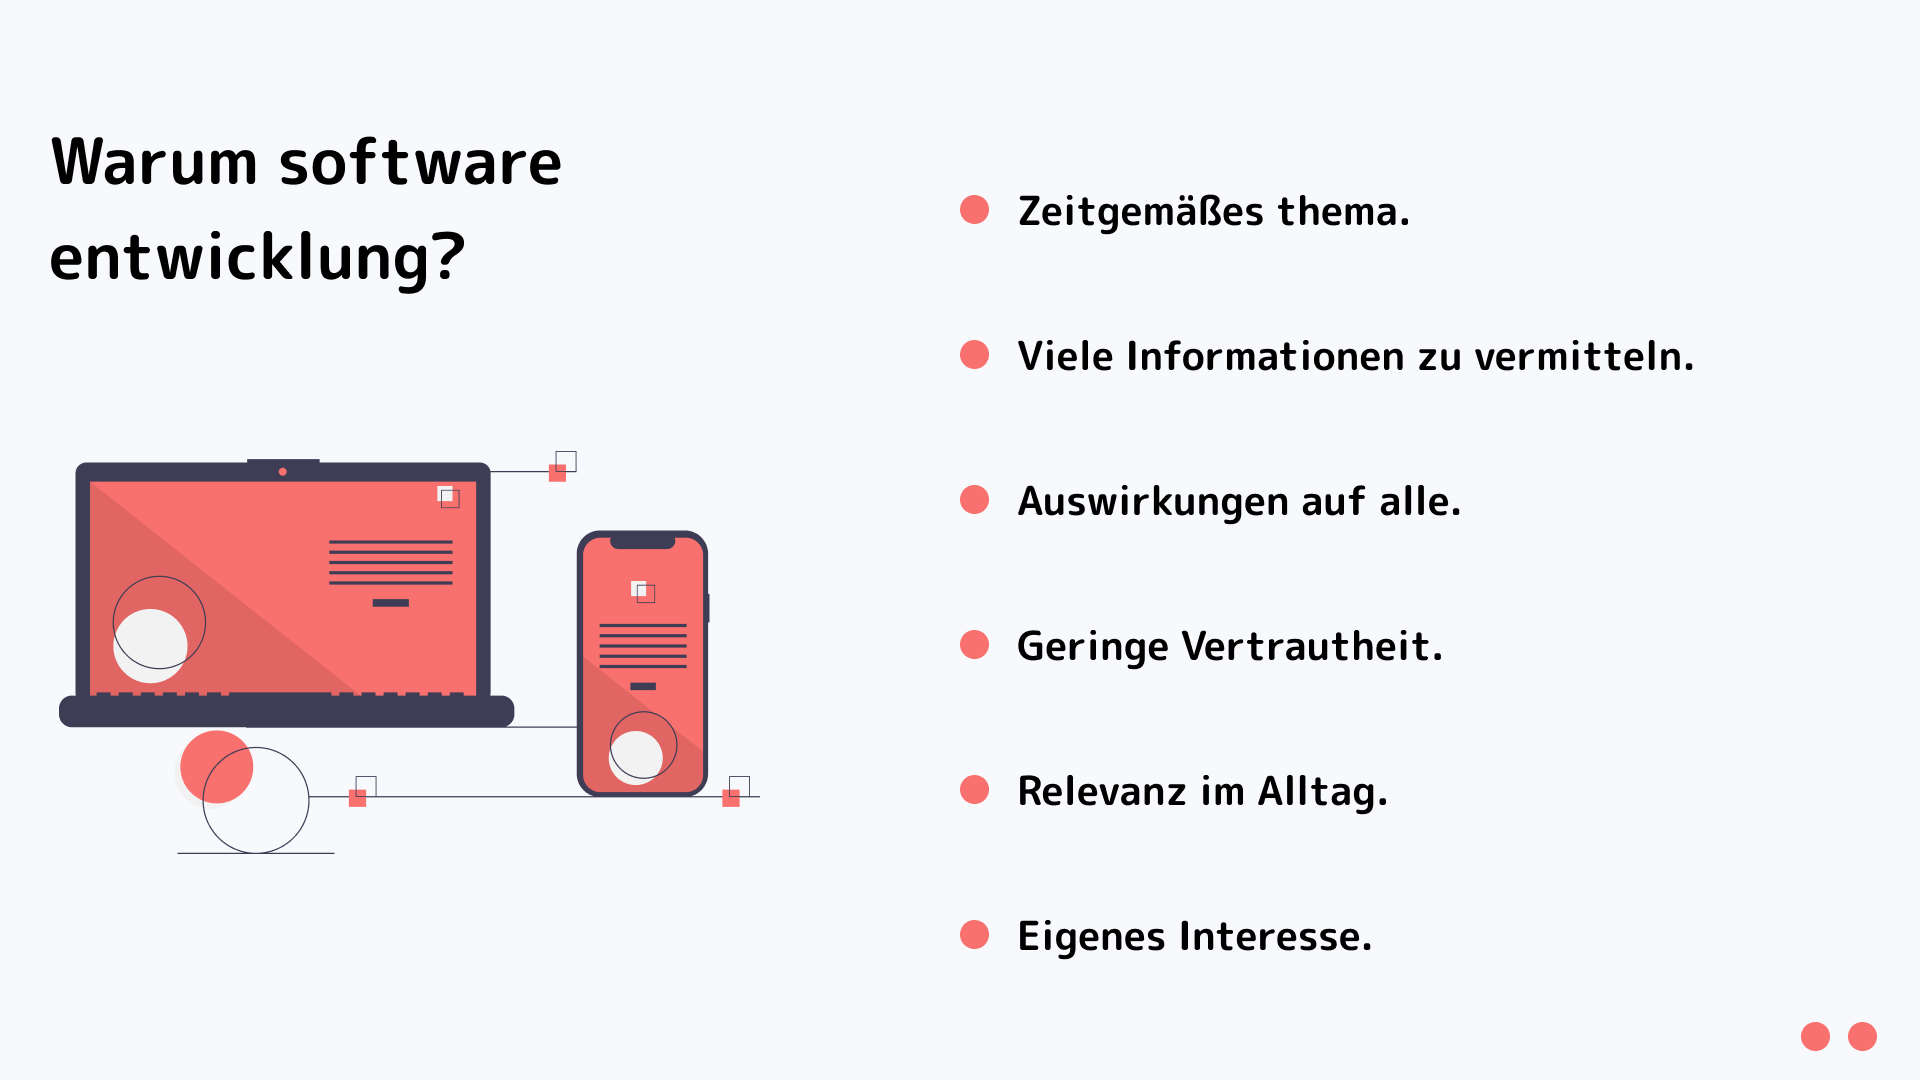 Warum software
entwicklung?
Zeitgemäßes thema.
Viele Informationen zu vermitteln.
Auswirkungen auf alle.
Geringe Vertrautheit.
Relevanz im Alltag.
Eigenes Interesse.